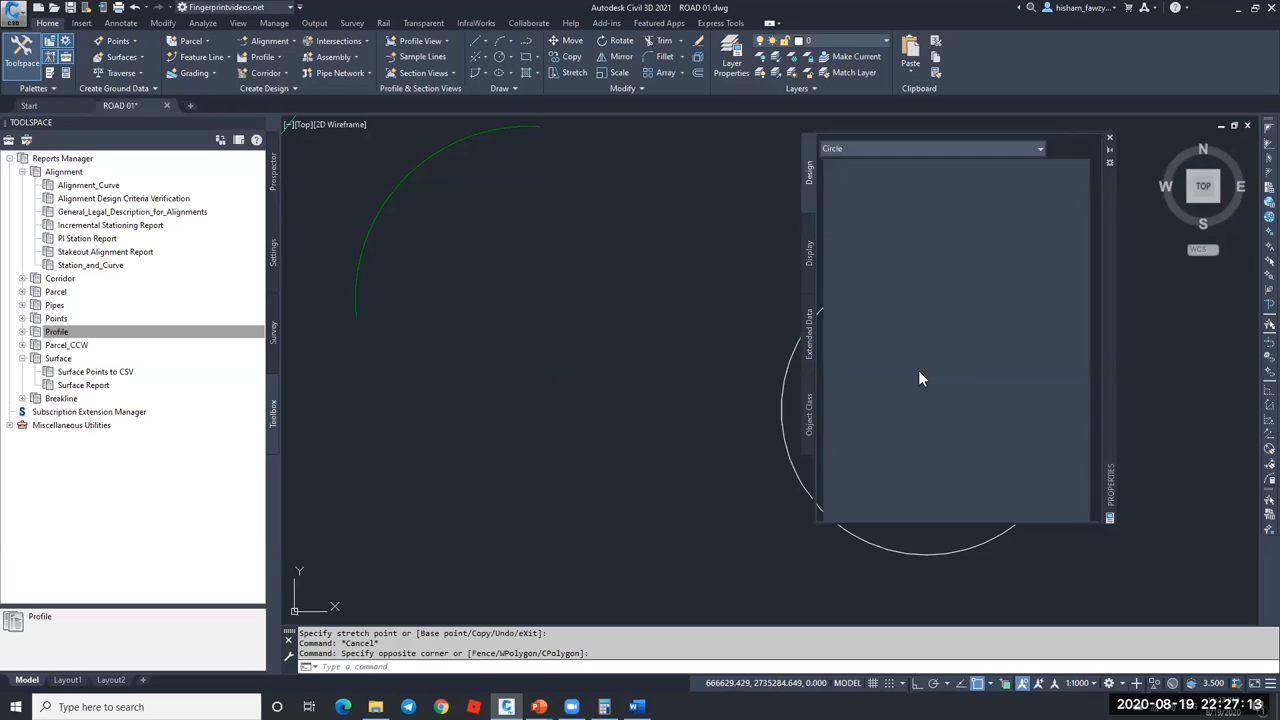 C3D
Fingerprintvideos.net
Autodesk Civil 3D 2021 ROAD 01.dwg
hisham_fawzy...
Home Insert Annotate Modify Analyze View Manage Output Survey Rail Transparent InfraWorks Collaborate Help Add-ins Featured Apps Express Tools
Toolspace
Points Parcel Alignment Intersections Profile View Move Rotate Trim 0
Surfaces Feature Line Profile Assembly Sample Lines Copy Mirror Fillet Make Current
Traverse Grading Corridor Pipe Network Section Views Stretch Scale Array Match Layer
Layer Properties
Paste
Palettes Create Ground Data Create Design Profile & Section Views Draw Modify Layers Clipboard
Start ROAD 01*
TOOLSPACE
[−][Top][2D Wireframe]
Reports Manager
Alignment
Alignment_Curve
Alignment Design Criteria Verification
General_Legal_Description_for_Alignments
Incremental Stationing Report
PI Station Report
Stakeout Alignment Report
Station_and_Curve
Corridor
Parcel
Pipes
Points
Profile
Parcel_CCW
Surface
Surface Points to CSV
Surface Report
Breakline
Subscription Extension Manager
Miscellaneous Utilities
Prospector
Settings
Survey
Toolbox
Circle
Design
Display
Extended Data
Object Class
PROPERTIES
N
W TOP E
S
WCS
Y
X
Profile
Specify stretch point or [Base point/Copy/Undo/eXit]:
Command: *Cancel*
Command: Specify opposite corner or [Fence/WPolygon/CPolygon]:
Type a command
Model Layout1 Layout2
666629.429, 2735284.649, 0.000 MODEL 1:1000 3.500
Type here to search
2020-08-19 22:27:13